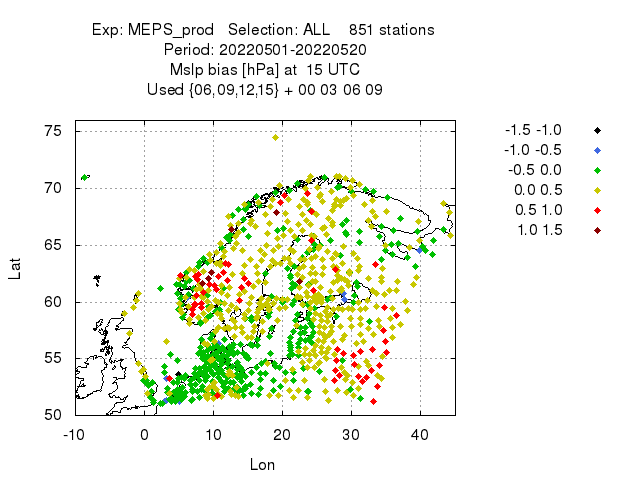 Exp: MEPS_prod   Selection: ALL    851 stations
Period: 20220501-20220520
Mslp bias [hPa] at  15 UTC
Used {06,09,12,15} + 00 03 06 09
-1.5 -1.0
-1.0 -0.5
-0.5 0.0
0.0 0.5
0.5 1.0
1.0 1.5
75
70
65
60
55
50
Lat
-10 0 10 20 30 40
Lon